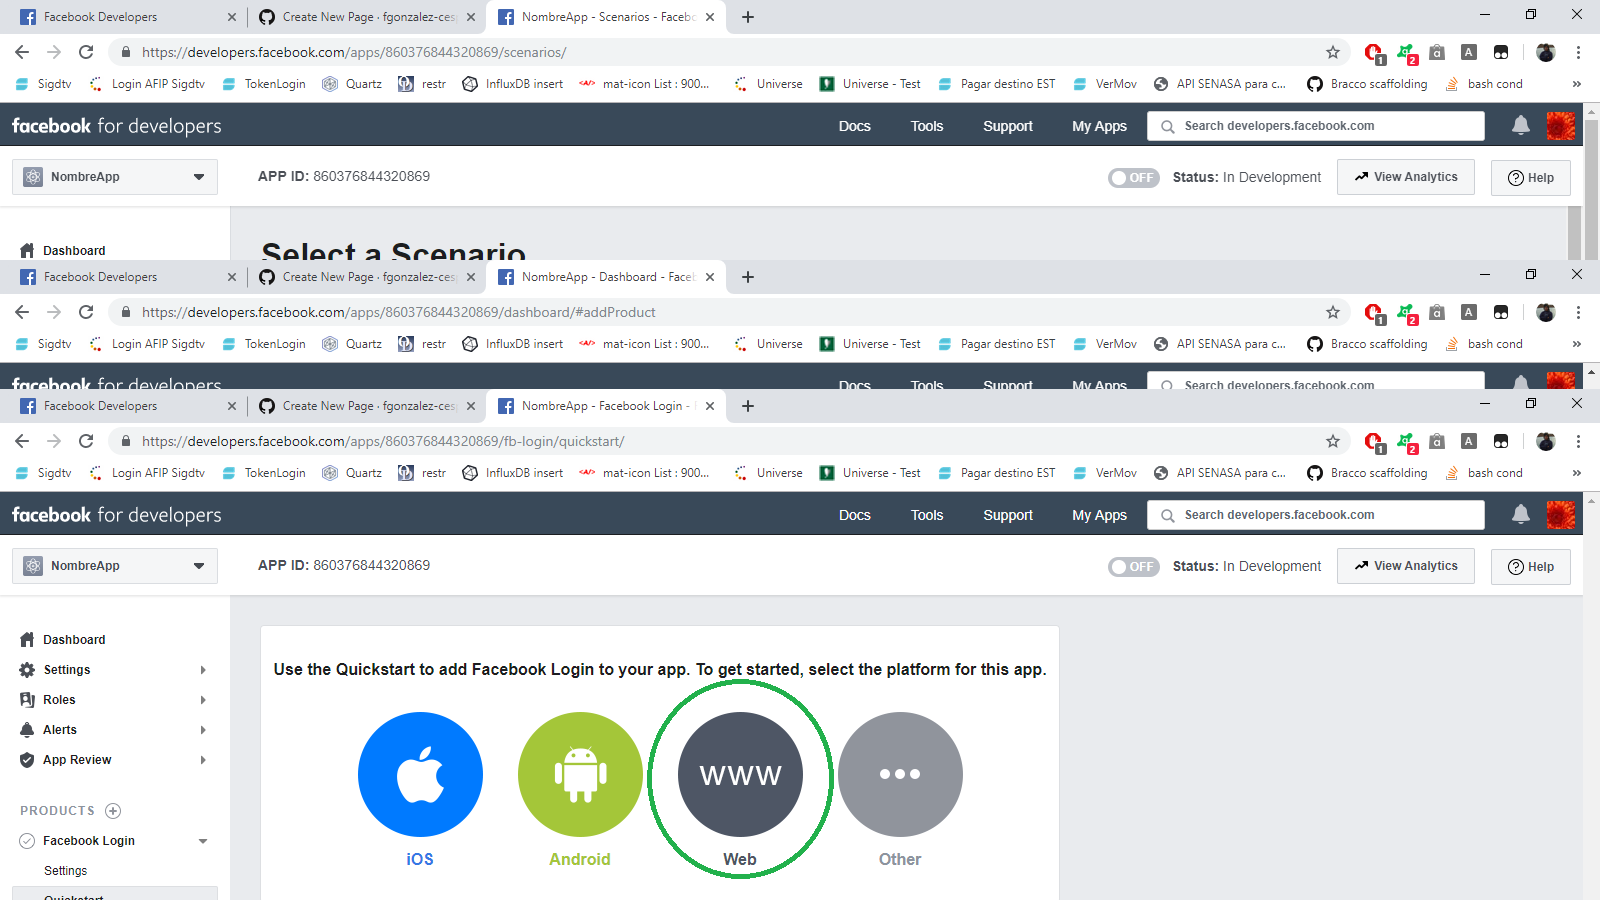 Facebook Developers
Create New Page · fgonzalez-cesp
NombreApp - Scenarios - Facebo
https://developers.facebook.com/apps/860376844320869/scenarios/
1
2
a
A
Sigdtv
Login AFIP Sigdtv
TokenLogin
Quartz
restr
InfluxDB insert
mat-icon List : 900...
Universe
Universe - Test
Pagar destino EST
VerMov
API SENASA para c...
Bracco scaffolding
bash cond
»
facebook for developers
Docs
Tools
Support
My Apps
Search developers.facebook.com
NombreApp
APP ID: 860376844320869
OFF
Status: In Development
View Analytics
? Help
Dashboard
Select a Scenario
Facebook Developers
Create New Page · fgonzalez-cesp
NombreApp - Dashboard - Faceb
https://developers.facebook.com/apps/860376844320869/dashboard/#addProduct
1
2
a
A
Sigdtv
Login AFIP Sigdtv
TokenLogin
Quartz
restr
InfluxDB insert
mat-icon List : 900...
Universe
Universe - Test
Pagar destino EST
VerMov
API SENASA para c...
Bracco scaffolding
bash cond
»
facebook for developers
Docs
Tools
Support
My Apps
Search developers.facebook.com
Facebook Developers
Create New Page · fgonzalez-cesp
NombreApp - Facebook Login -
https://developers.facebook.com/apps/860376844320869/fb-login/quickstart/
1
2
a
A
Sigdtv
Login AFIP Sigdtv
TokenLogin
Quartz
restr
InfluxDB insert
mat-icon List : 900...
Universe
Universe - Test
Pagar destino EST
VerMov
API SENASA para c...
Bracco scaffolding
bash cond
»
facebook for developers
Docs
Tools
Support
My Apps
Search developers.facebook.com
NombreApp
APP ID: 860376844320869
OFF
Status: In Development
View Analytics
? Help
Dashboard
Settings
Roles
Alerts
App Review
PRODUCTS
Facebook Login
Settings
Quickstart
Use the Quickstart to add Facebook Login to your app. To get started, select the platform for this app.
www
iOS
Android
Web
Other